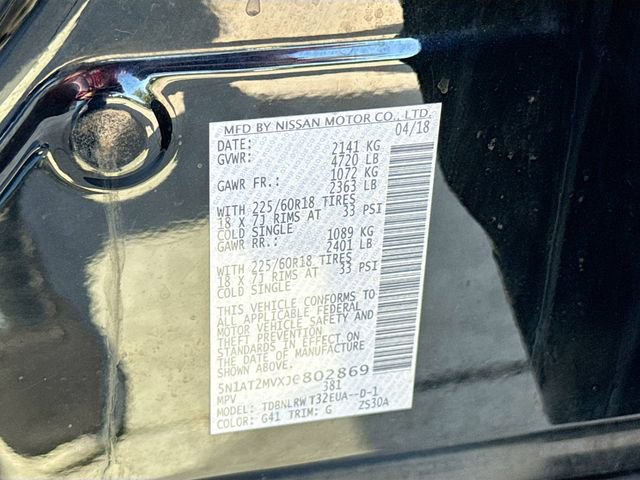 MFD BY NISSAN MOTOR CO., LTD.
DATE: 04/18
GVWR: 2141 KG
4720 LB
GAWR FR.: 1072 KG
2363 LB
WITH 225/60R18 TIRES
18 X 7J RIMS AT 33 PSI
COLD SINGLE
GAWR RR.: 1089 KG
2401 LB
WITH 225/60R18 TIRES
18 X 7J RIMS AT 33 PSI
COLD SINGLE
THIS VEHICLE CONFORMS TO
ALL APPLICABLE FEDERAL
MOTOR VEHICLE SAFETY AND
THEFT PREVENTION
STANDARDS IN EFFECT ON THE
DATE OF MANUFACTURE
5N1AT2MVXJC802869
MPV 381
MODEL: TDBNLRW T32EUA--D-1
COLOR: G41 TRIM: G ZS30A